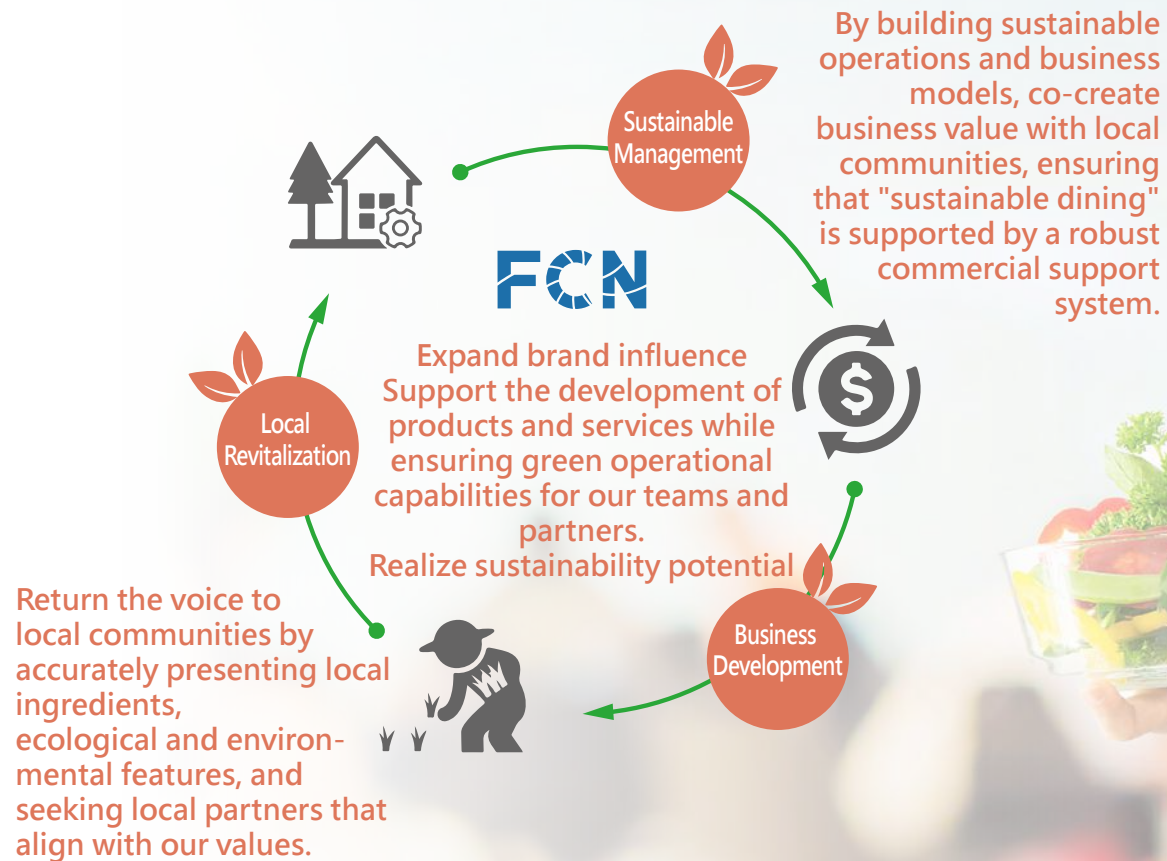 By building sustainable
operations and business
models, co-create
business value with local
communities, ensuring
that "sustainable dining"
is supported by a robust
commercial support
system.
Sustainable
Management
FCN
Expand brand influence
Support the development of
products and services while
ensuring green operational
capabilities for our teams and
partners.
Realize sustainability potential
$
Local
Revitalization
Business
Development
Return the voice to
local communities by
accurately presenting local
ingredients,
ecological and environ-
mental features, and
seeking local partners that
align with our values.